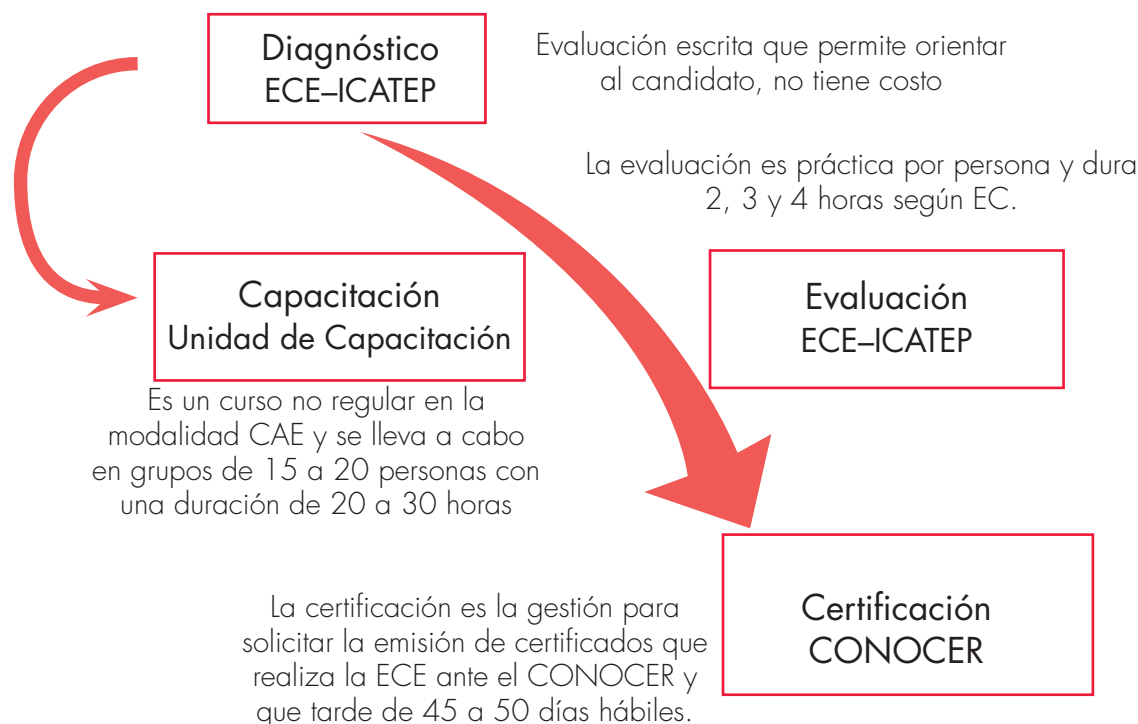 Diagnóstico
ECE–ICATEP
Evaluación escrita que permite orientar
al candidato, no tiene costo
La evaluación es práctica por persona y dura
2, 3 y 4 horas según EC.
Capacitación
Unidad de Capacitación
Evaluación
ECE–ICATEP
Es un curso no regular en la
modalidad CAE y se lleva a cabo
en grupos de 15 a 20 personas con
una duración de 20 a 30 horas
La certificación es la gestión para
solicitar la emisión de certificados que
realiza la ECE ante el CONOCER y
que tarde de 45 a 50 días hábiles.
Certificación
CONOCER